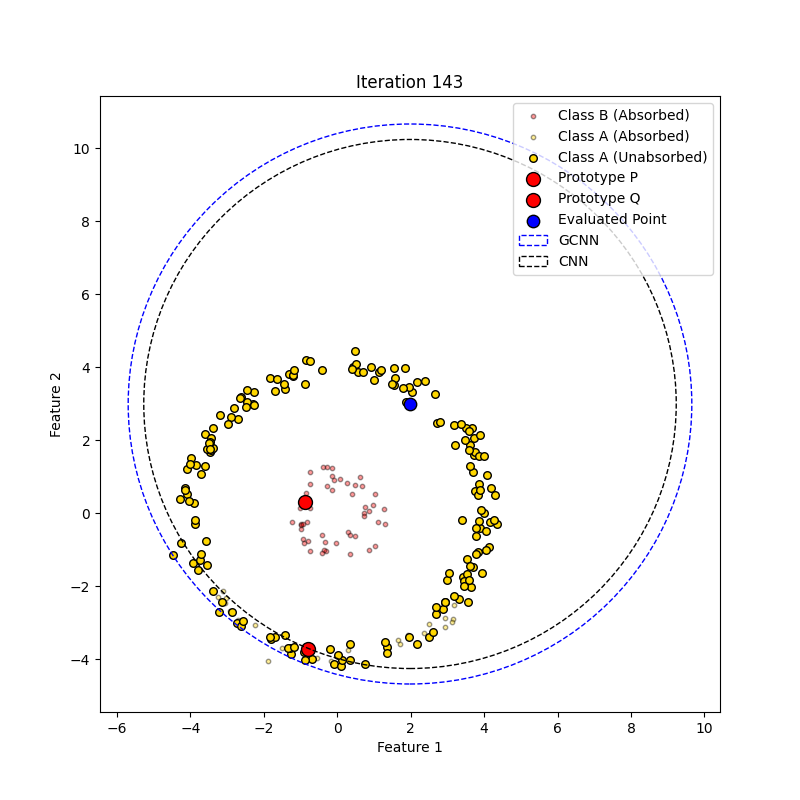 Iteration 143
Class B (Absorbed)
Class A (Absorbed)
Class A (Unabsorbed)
Prototype P
Prototype Q
Evaluated Point
GCNN
CNN
10
8
6
4
2
0
−2
−4
Feature 2
−6
−4
−2
0
2
4
6
8
10
Feature 1